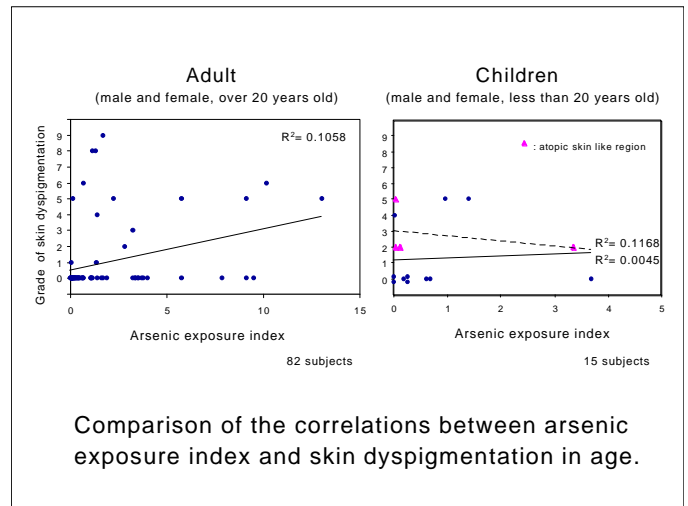 Adult
(male and female, over 20 years old)
Grade of skin dyspigmentation
9
8
7
6
5
4
3
2
1
0
R²= 0.1058
0 5 10 15
Arsenic exposure index
82 subjects
Children
(male and female, less than 20 years old)
9
8
7
6
5
4
3
2
1
0
: atopic skin like region
R²= 0.1168
R²= 0.0045
0 1 2 3 4 5
Arsenic exposure index
15 subjects
Comparison of the correlations between arsenic
exposure index and skin dyspigmentation in age.